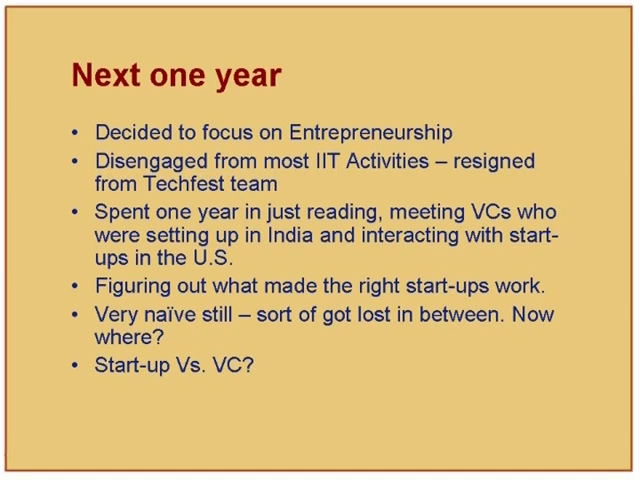 Next one year
• Decided to focus on Entrepreneurship
• Disengaged from most IIT Activities – resigned
from Techfest team
• Spent one year in just reading, meeting VCs who
were setting up in India and interacting with start-
ups in the U.S.
• Figuring out what made the right start-ups work.
• Very naïve still – sort of got lost in between. Now
where?
• Start-up Vs. VC?